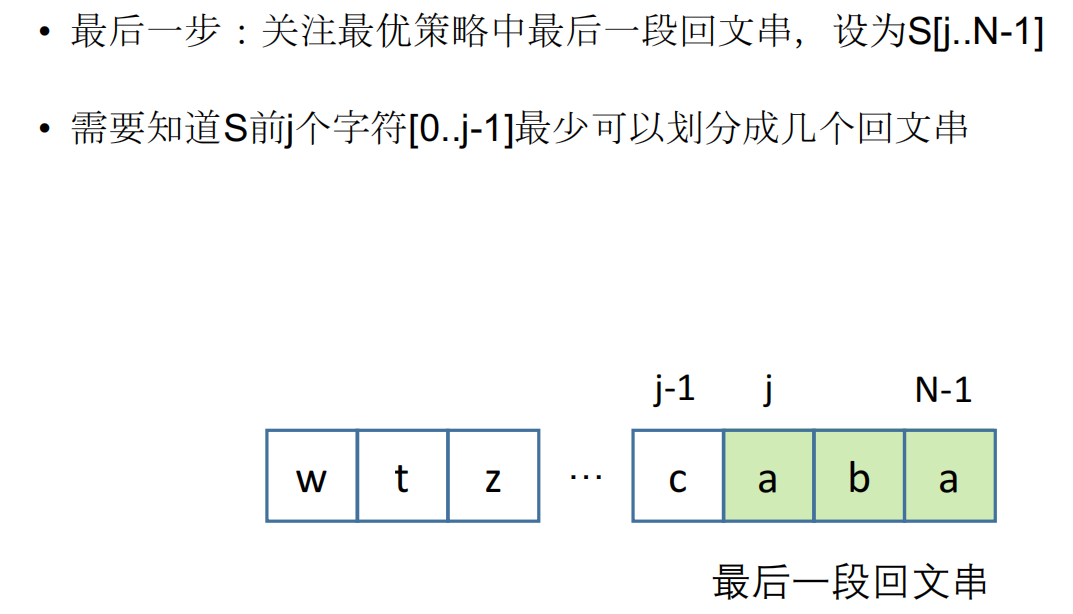 • 最后一步：关注最优策略中最后一段回文串，设为S[j..N-1]
• 需要知道S前j个字符[0..j-1]最少可以划分成几个回文串
j-1 j N-1
w t z … c a b a
最后一段回文串